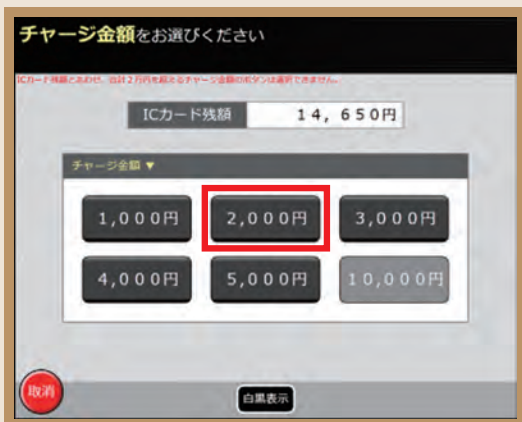 チャージ金額をお選びください
ICカード残額とあわせ、合計2万円を超えるチャージ金額のボタンは選択できません。
ICカード残額 14,650円
チャージ金額 ▼
1,000円 2,000円 3,000円
4,000円 5,000円 10,000円
取消
白黒表示